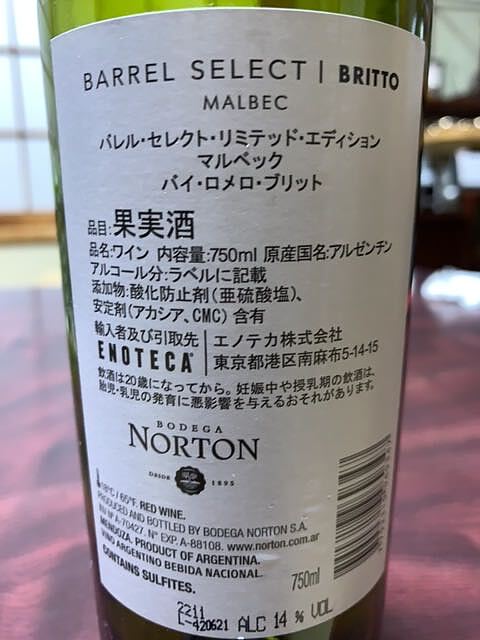 BARREL SELECT | BRITTO
MALBEC
バレル・セレクト・リミテッド・エディション
マルベック
バイ・ロメロ・ブリット
品目:果実酒
品名:ワイン 内容量:750ml 原産国名:アルゼンチン
アルコール分:ラベルに記載
添加物:酸化防止剤(亜硫酸塩)、
安定剤(アカシア、CMC)含有
輸入者及び引取先
ENOTECA
エノテカ株式会社
東京都港区南麻布5-14-15
飲酒は20歳になってから。妊娠中や授乳期の飲酒は、
胎児・乳児の発育に悪影響を与えるおそれがあります。
BODEGA
NORTON
DESDE 1895
18°C / 65°F. RED WINE.
PRODUCED AND BOTTLED BY BODEGA NORTON S.A.
INV Nº A-70427. Nº EXP. A-88108. www.norton.com.ar
MENDOZA. PRODUCT OF ARGENTINA.
VINO ARGENTINO BEBIDA NACIONAL.
CONTAINS SULFITES.
750ml
2211
L-420621 ALC 14 % VOL